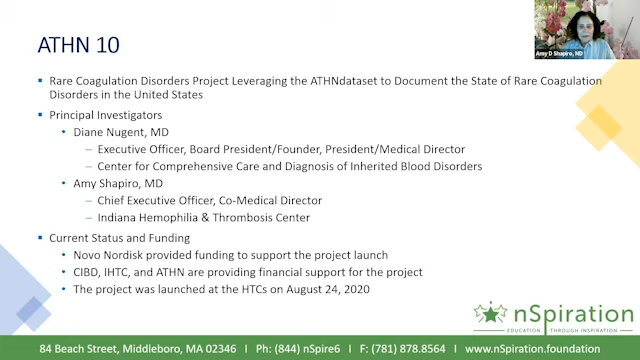 ATHN 10
Amy D Shapiro, MD
Rare Coagulation Disorders Project Leveraging the ATHNdataset to Document the State of Rare Coagulation
Disorders in the United States
Principal Investigators
Diane Nugent, MD
Executive Officer, Board President/Founder, President/Medical Director
Center for Comprehensive Care and Diagnosis of Inherited Blood Disorders
Amy Shapiro, MD
Chief Executive Officer, Co-Medical Director
Indiana Hemophilia & Thrombosis Center
Current Status and Funding
Novo Nordisk provided funding to support the project launch
CIBD, IHTC, and ATHN are providing financial support for the project
The project was launched at the HTCs on August 24, 2020
nSpiration
EDUCATION THROUGH INSPIRATION
84 Beach Street, Middleboro, MA 02346 I Ph: (844) nSpire6 I F: (781) 878.8564 I www.nSpiration.foundation